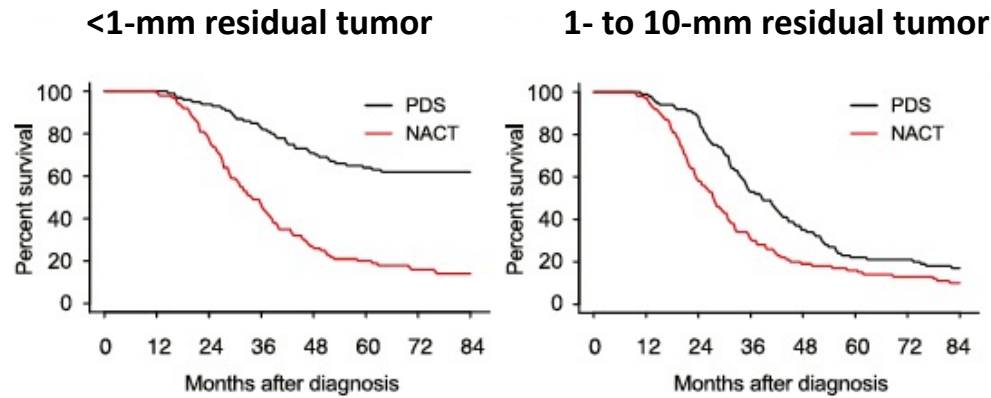 <1-mm residual tumor
100
80
60
40
20
0
Percent survival
PDS
NACT
0 12 24 36 48 60 72 84
Months after diagnosis
1- to 10-mm residual tumor
100
80
60
40
20
0
Percent survival
PDS
NACT
0 12 24 36 48 60 72 84
Months after diagnosis